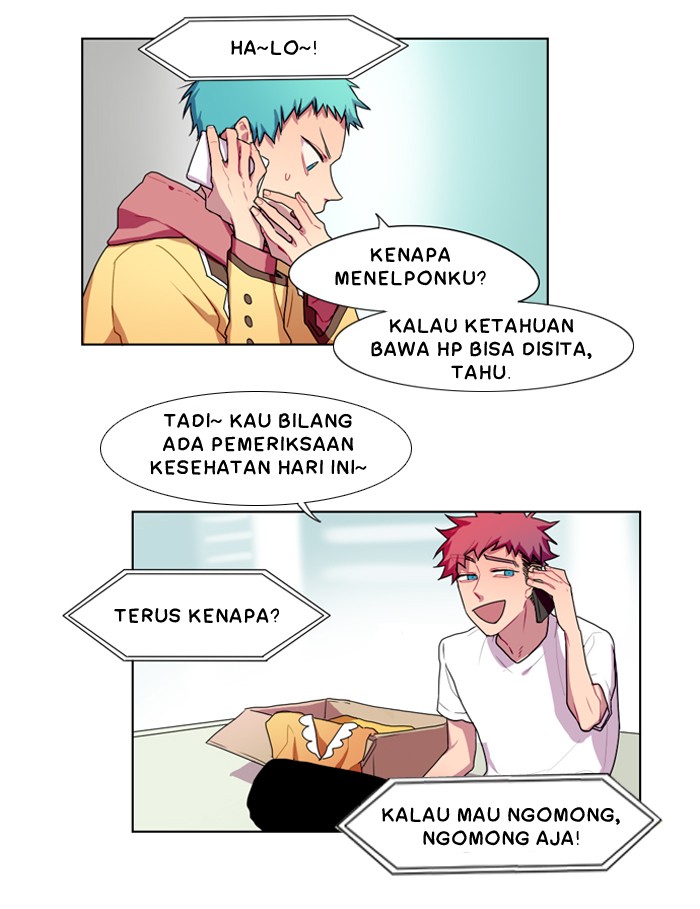 HA~LO~!
KENAPA
MENELPONKU?
KALAU KETAHUAN
BAWA HP BISA DISITA,
TAHU.
TADI~ KAU BILANG
ADA PEMERIKSAAN
KESEHATAN HARI INI~
TERUS KENAPA?
KALAU MAU NGOMONG,
NGOMONG AJA!